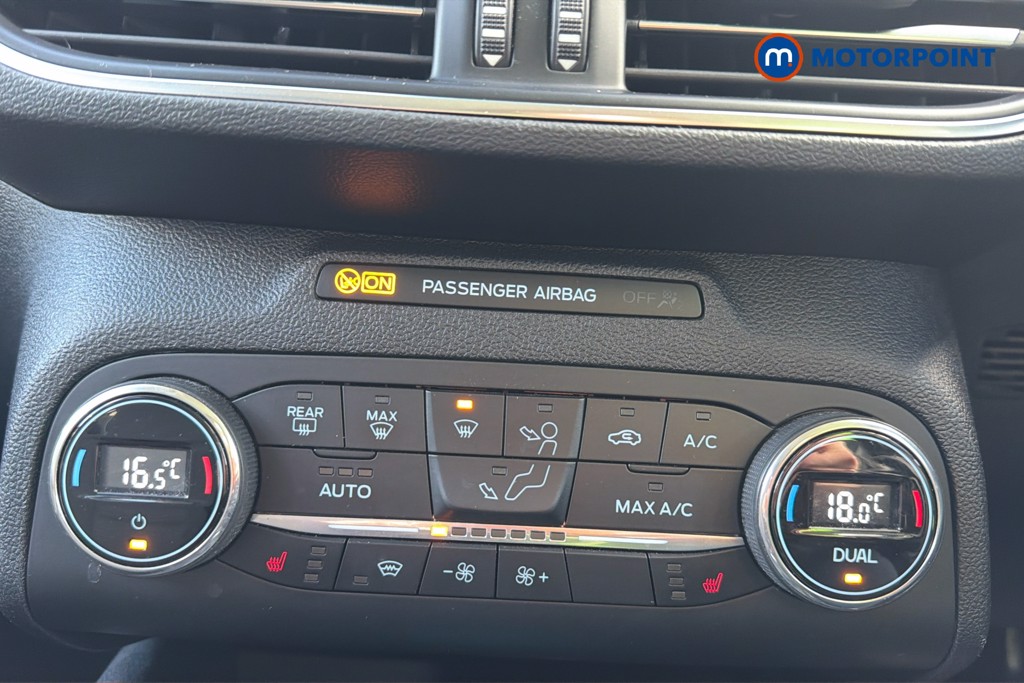 m. MOTORPOINT
ON PASSENGER AIRBAG OFF
REAR
MAX
A/C
AUTO
MAX A/C
16.5°C
18.0°C
DUAL
- +